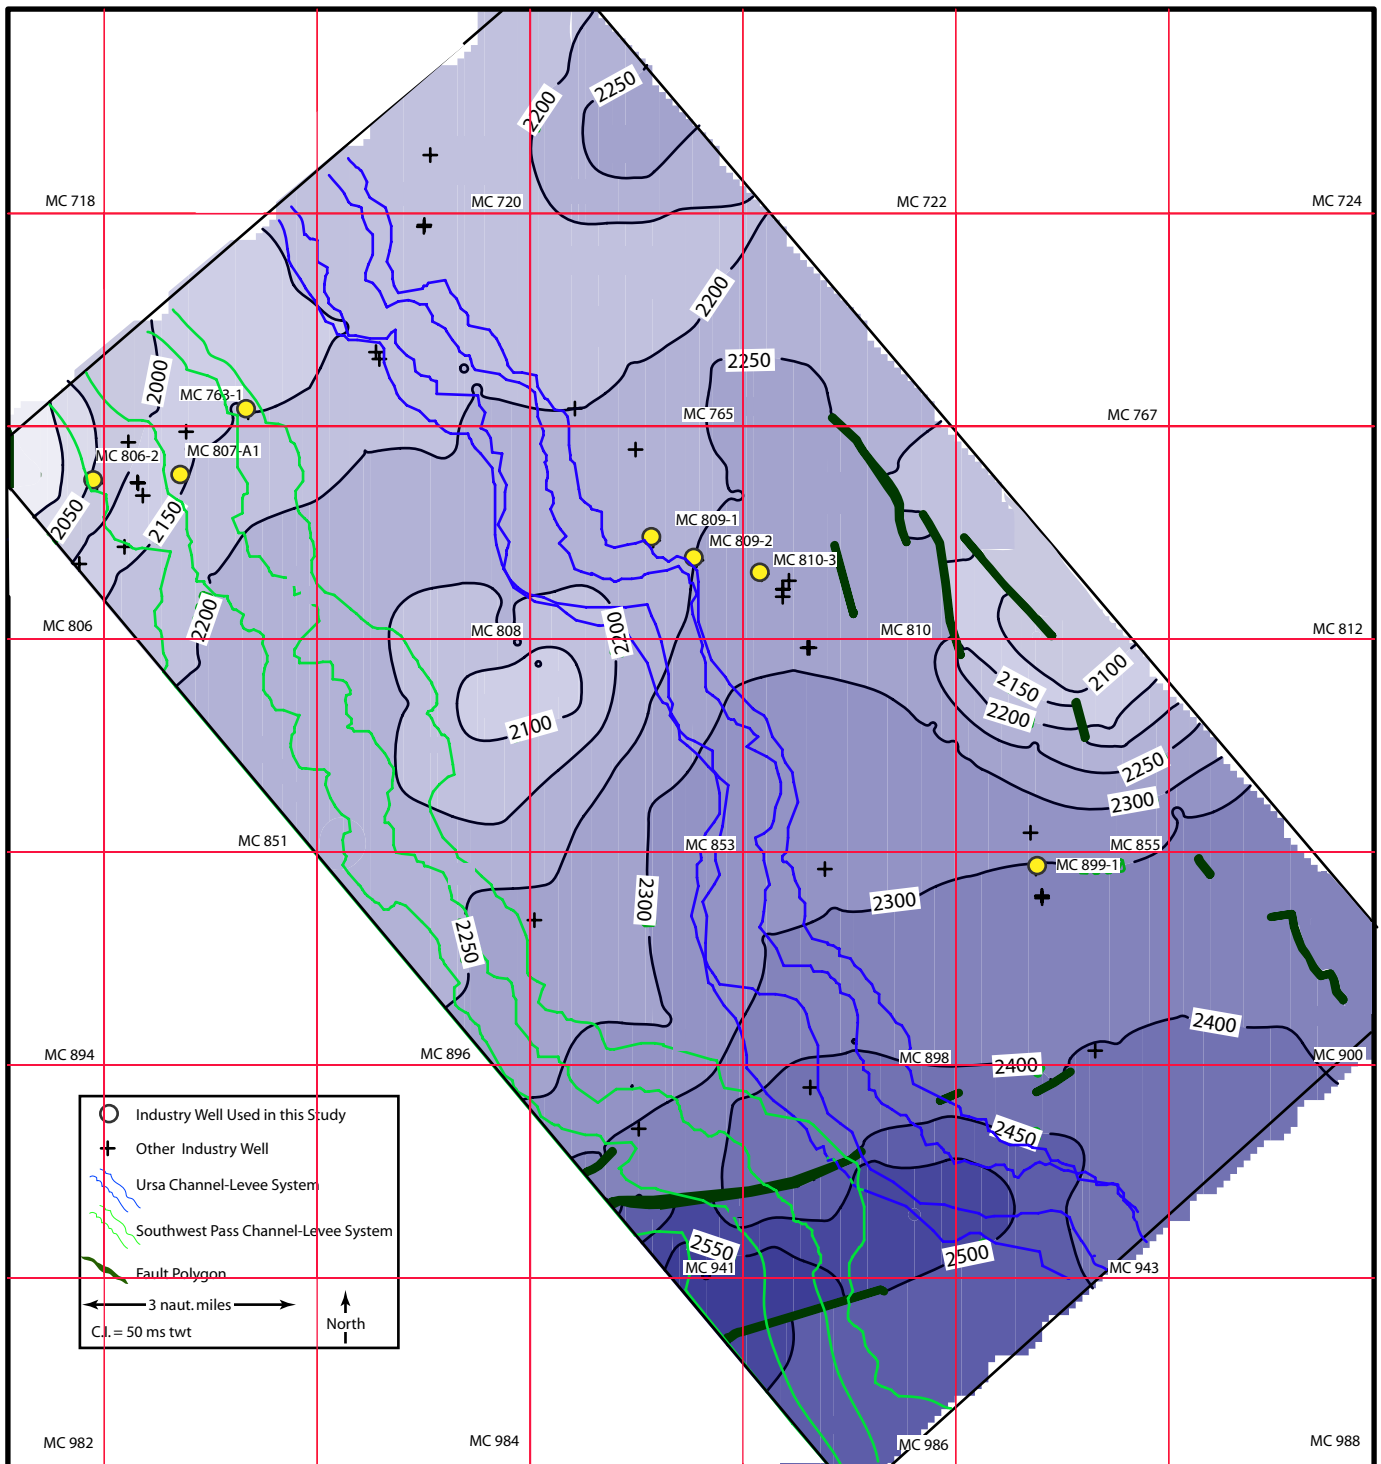 2250
2200
MC 718
MC 720
MC 722
MC 724
2200
2250
2000
MC 763-1
MC 765
MC 767
MC 807-A1
MC 806-2
2050
2150
MC 809-1
MC 809-2
MC 810-3
2200
MC 806
MC 808
2200
MC 810
MC 812
2100
2150
2200
2100
2250
2300
MC 851
MC 853
MC 855
MC 899-1
2300
2300
2250
2400
MC 894
MC 896
MC 898
2400
MC 900
2450
Industry Well Used in this Study
Other Industry Well
Ursa Channel-Levee System
Southwest Pass Channel-Levee System
Fault Polygon
3 naut. miles
North
C.I. = 50 ms twt
2550
2500
MC 941
MC 943
MC 982
MC 984
MC 986
MC 988